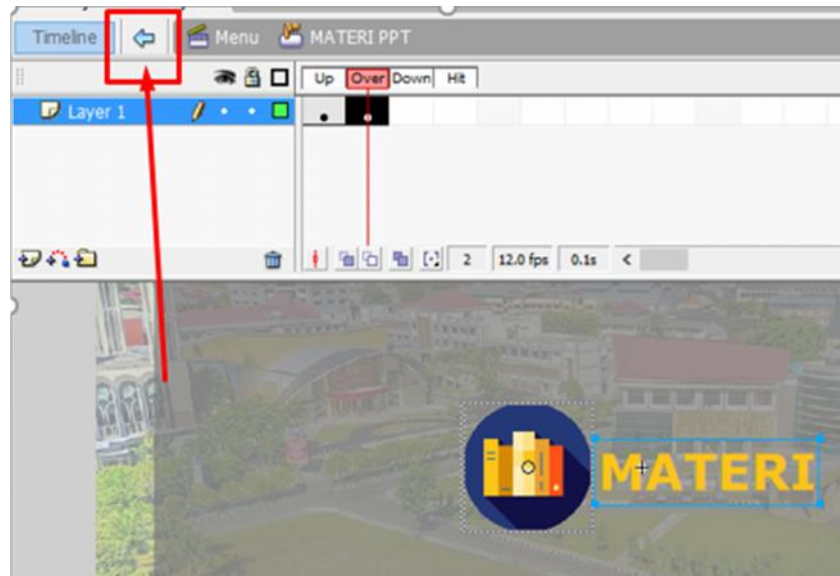 Timeline Menu MATERI PPT
Up Over Down Hit
Layer 1
2 12.0 fps 0.1s <
MATERI